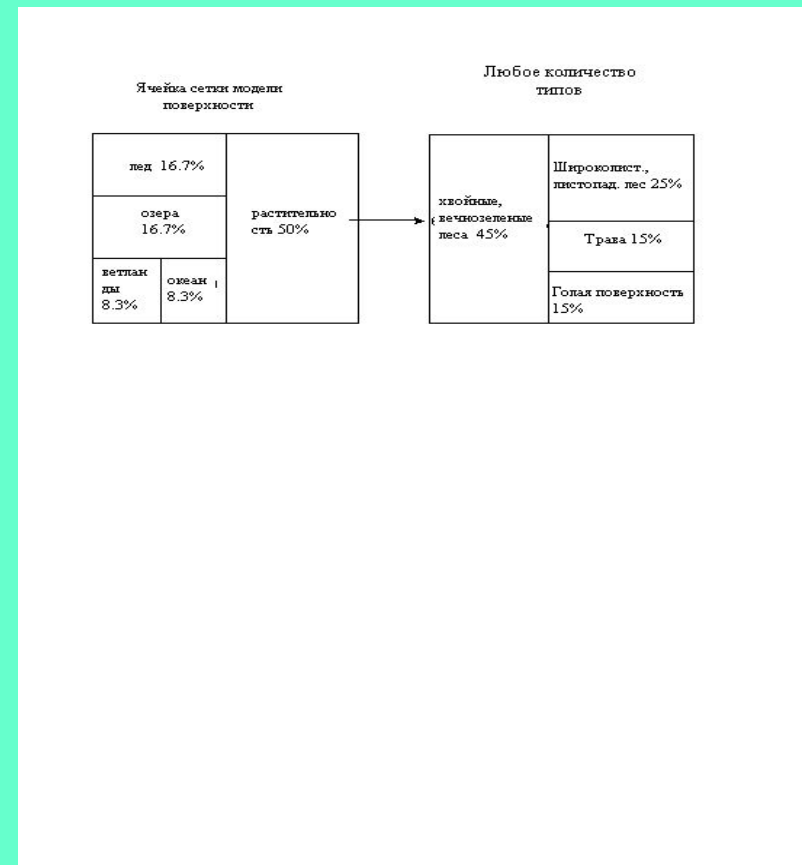 Ячейка сетки модели
поверхности
лед 16.7%
озера
16.7%
ветлан
ды
8.3%
океан
8.3%
растительно
сть 50%
Любое количество
типов
хвойные,
вечнозеленые
леса 45%
Широколист.,
листопад. лес 25%
Трава 15%
Голая поверхность
15%